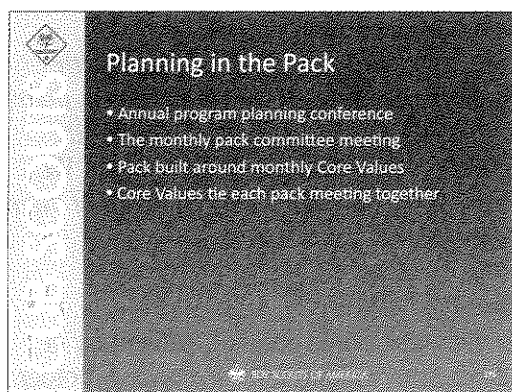 Planning in the Pack
• Annual program planning conference
• The monthly pack committee meeting
• Pack built around monthly Core Values
• Core Values tie each pack meeting together
BOY SCOUTS OF AMERICA